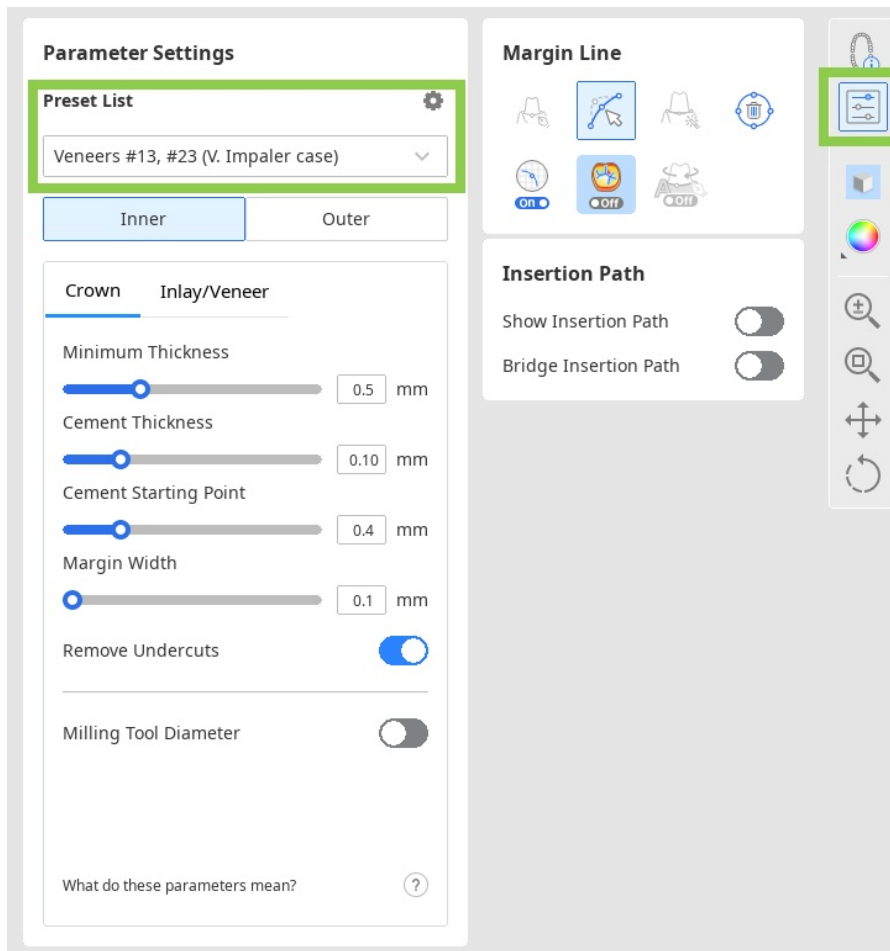 Parameter Settings
Preset List
Veneers #13, #23 (V. Impaler case)
Inner
Outer
Crown
Inlay/Veneer
Minimum Thickness
0.5 mm
Cement Thickness
0.10 mm
Cement Starting Point
0.4 mm
Margin Width
0.1 mm
Remove Undercuts
Milling Tool Diameter
What do these parameters mean?
?
Margin Line
On
Off
A Off
Insertion Path
Show Insertion Path
Bridge Insertion Path